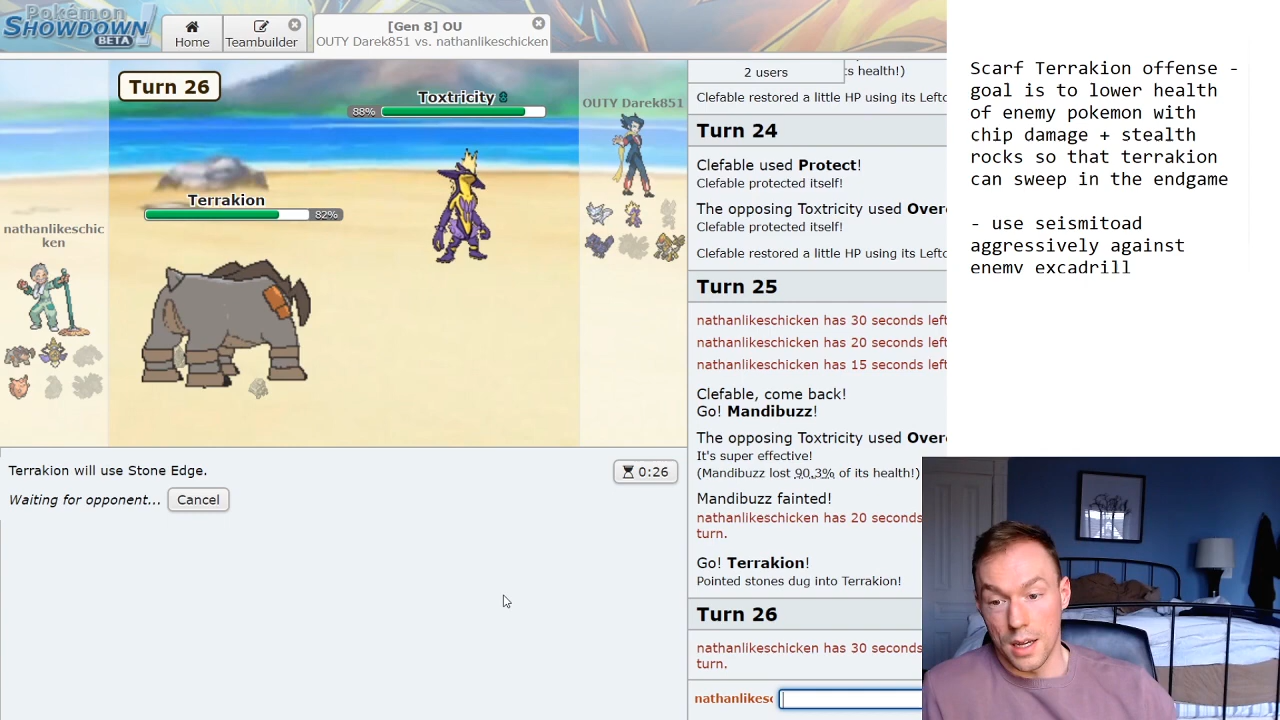 Pokémon
SHOWDOWN!
BETA
Home
Teambuilder
[Gen 8] OU
OUTY Darek851 vs. nathanlikeschicken
Turn 26
Toxtricity
88%
Terrakion
82%
nathanlikeschic
ken
OUTY Darek851
Terrakion will use Stone Edge.
Waiting for opponent... Cancel
0:26
2 users
s health!)
Clefable restored a little HP using its Lefto
Turn 24
Clefable used Protect!
Clefable protected itself!
The opposing Toxtricity used Over
Clefable protected itself!
Clefable restored a little HP using its Lefto
Turn 25
nathanlikeschicken has 30 seconds left
nathanlikeschicken has 20 seconds left
nathanlikeschicken has 15 seconds left
Clefable, come back!
Go! Mandibuzz!
The opposing Toxtricity used Over
It's super effective!
(Mandibuzz lost 90.3% of its health!)
Mandibuzz fainted!
nathanlikeschicken has 20 seconds
turn.
Go! Terrakion!
Pointed stones dug into Terrakion!
Turn 26
nathanlikeschicken has 30 seconds
turn.
nathanlikesc
Scarf Terrakion offense -
goal is to lower health
of enemy pokemon with
chip damage + stealth
rocks so that terrakion
can sweep in the endgame
- use seismitoad
aggressively against
enemy excadrill